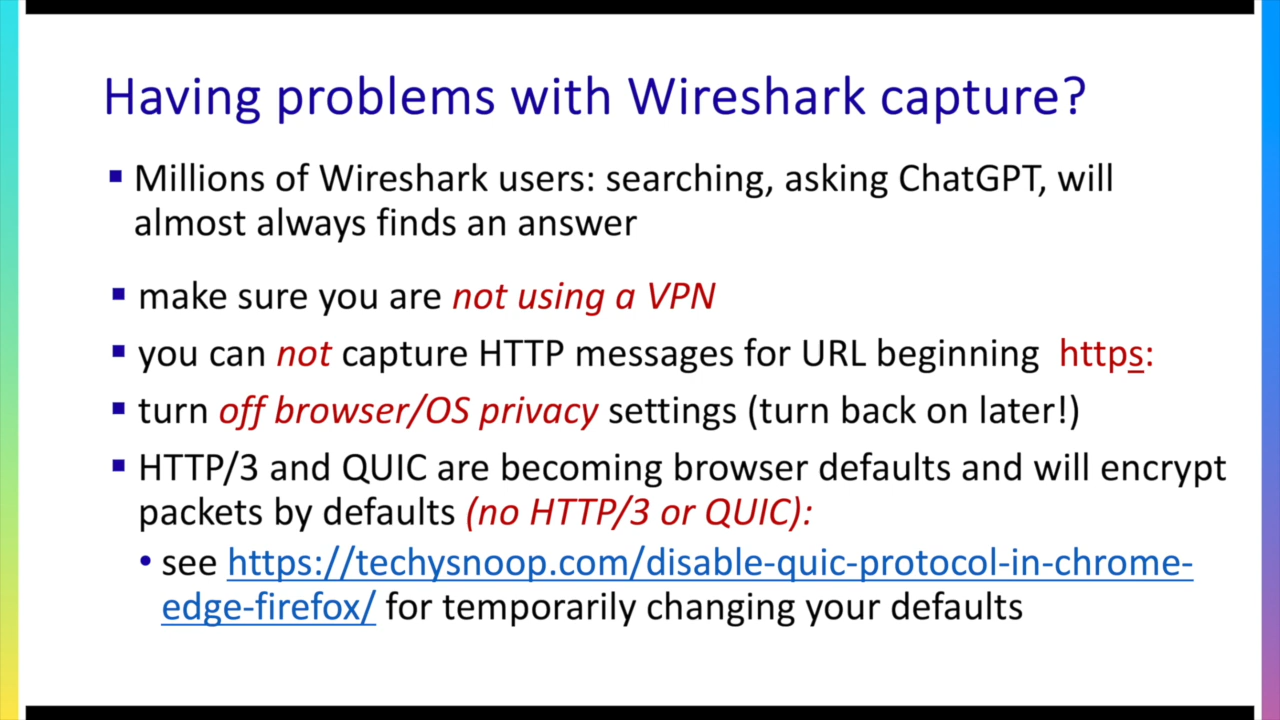 Having problems with Wireshark capture?
▪ Millions of Wireshark users: searching, asking ChatGPT, will
almost always finds an answer
▪ make sure you are not using a VPN
▪ you can not capture HTTP messages for URL beginning https:
▪ turn off browser/OS privacy settings (turn back on later!)
▪ HTTP/3 and QUIC are becoming browser defaults and will encrypt
packets by defaults (no HTTP/3 or QUIC):
• see https://techysnoop.com/disable-quic-protocol-in-chrome-
edge-firefox/ for temporarily changing your defaults